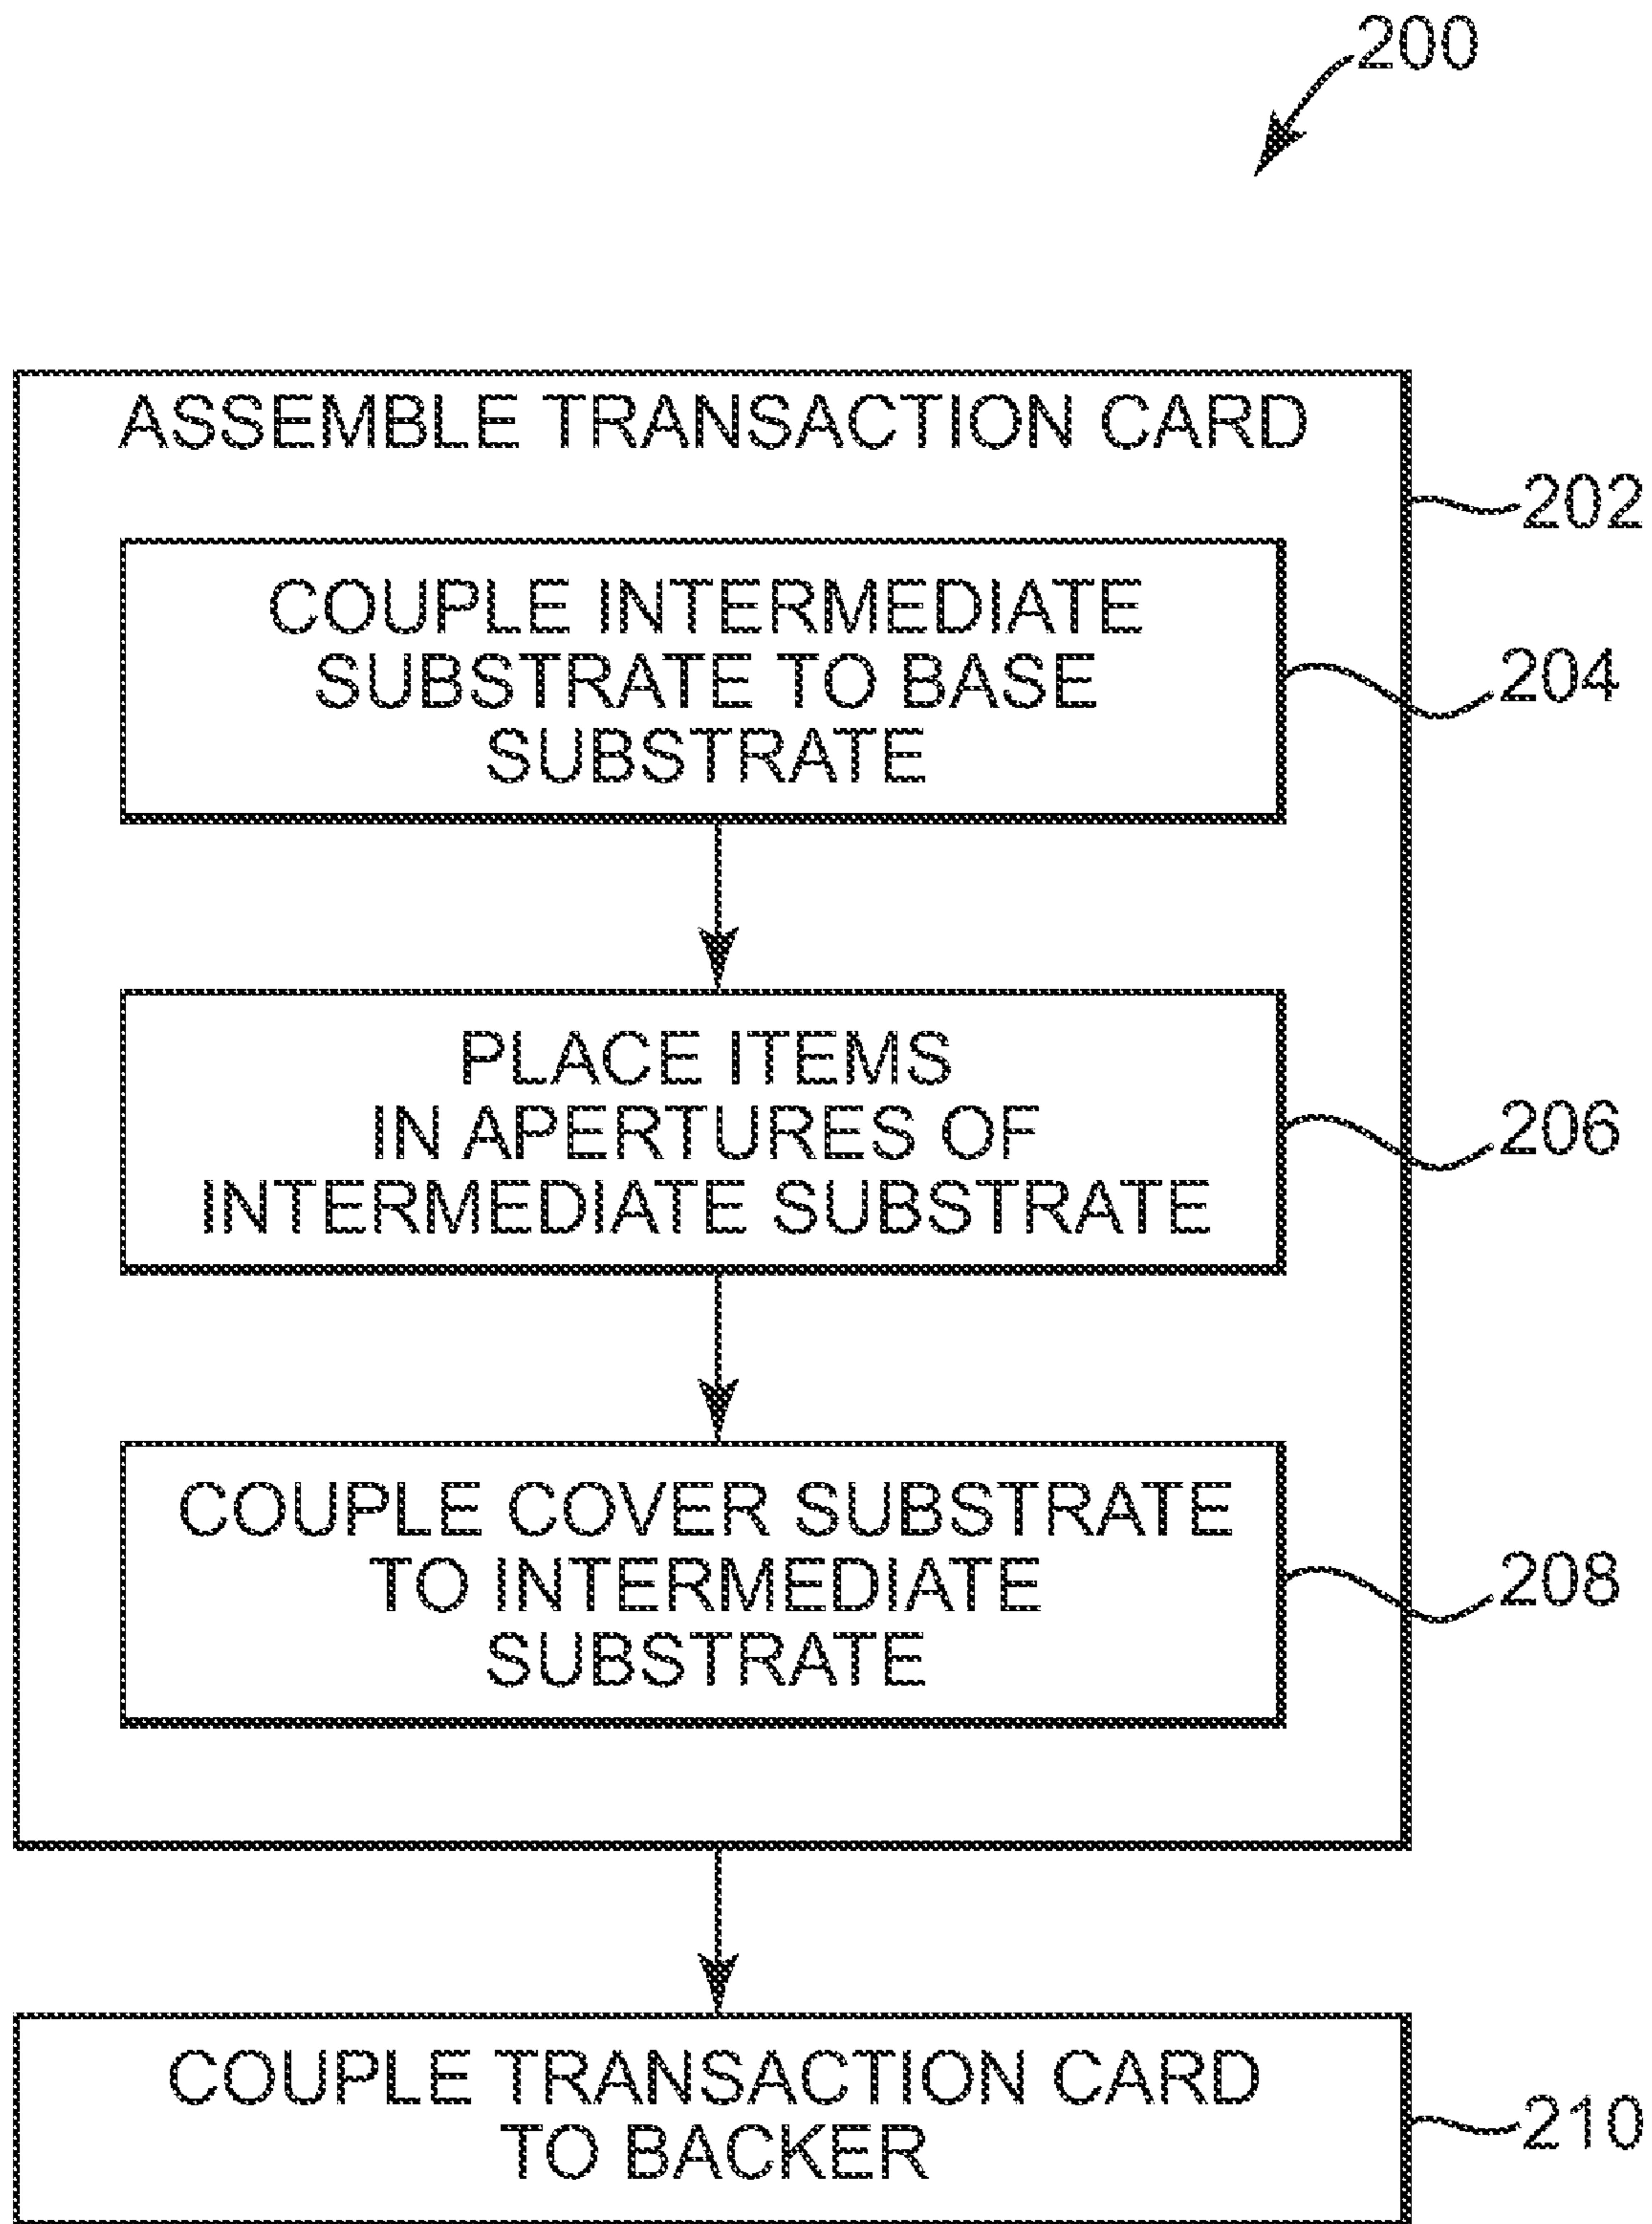 200
ASSEMBLE TRANSACTION CARD
202
COUPLE INTERMEDIATE
SUBSTRATE TO BASE
SUBSTRATE
204
PLACE ITEMS
IN APERTURES OF
INTERMEDIATE SUBSTRATE
206
COUPLE COVER SUBSTRATE
TO INTERMEDIATE
SUBSTRATE
208
COUPLE TRANSACTION CARD
TO BACKER
210